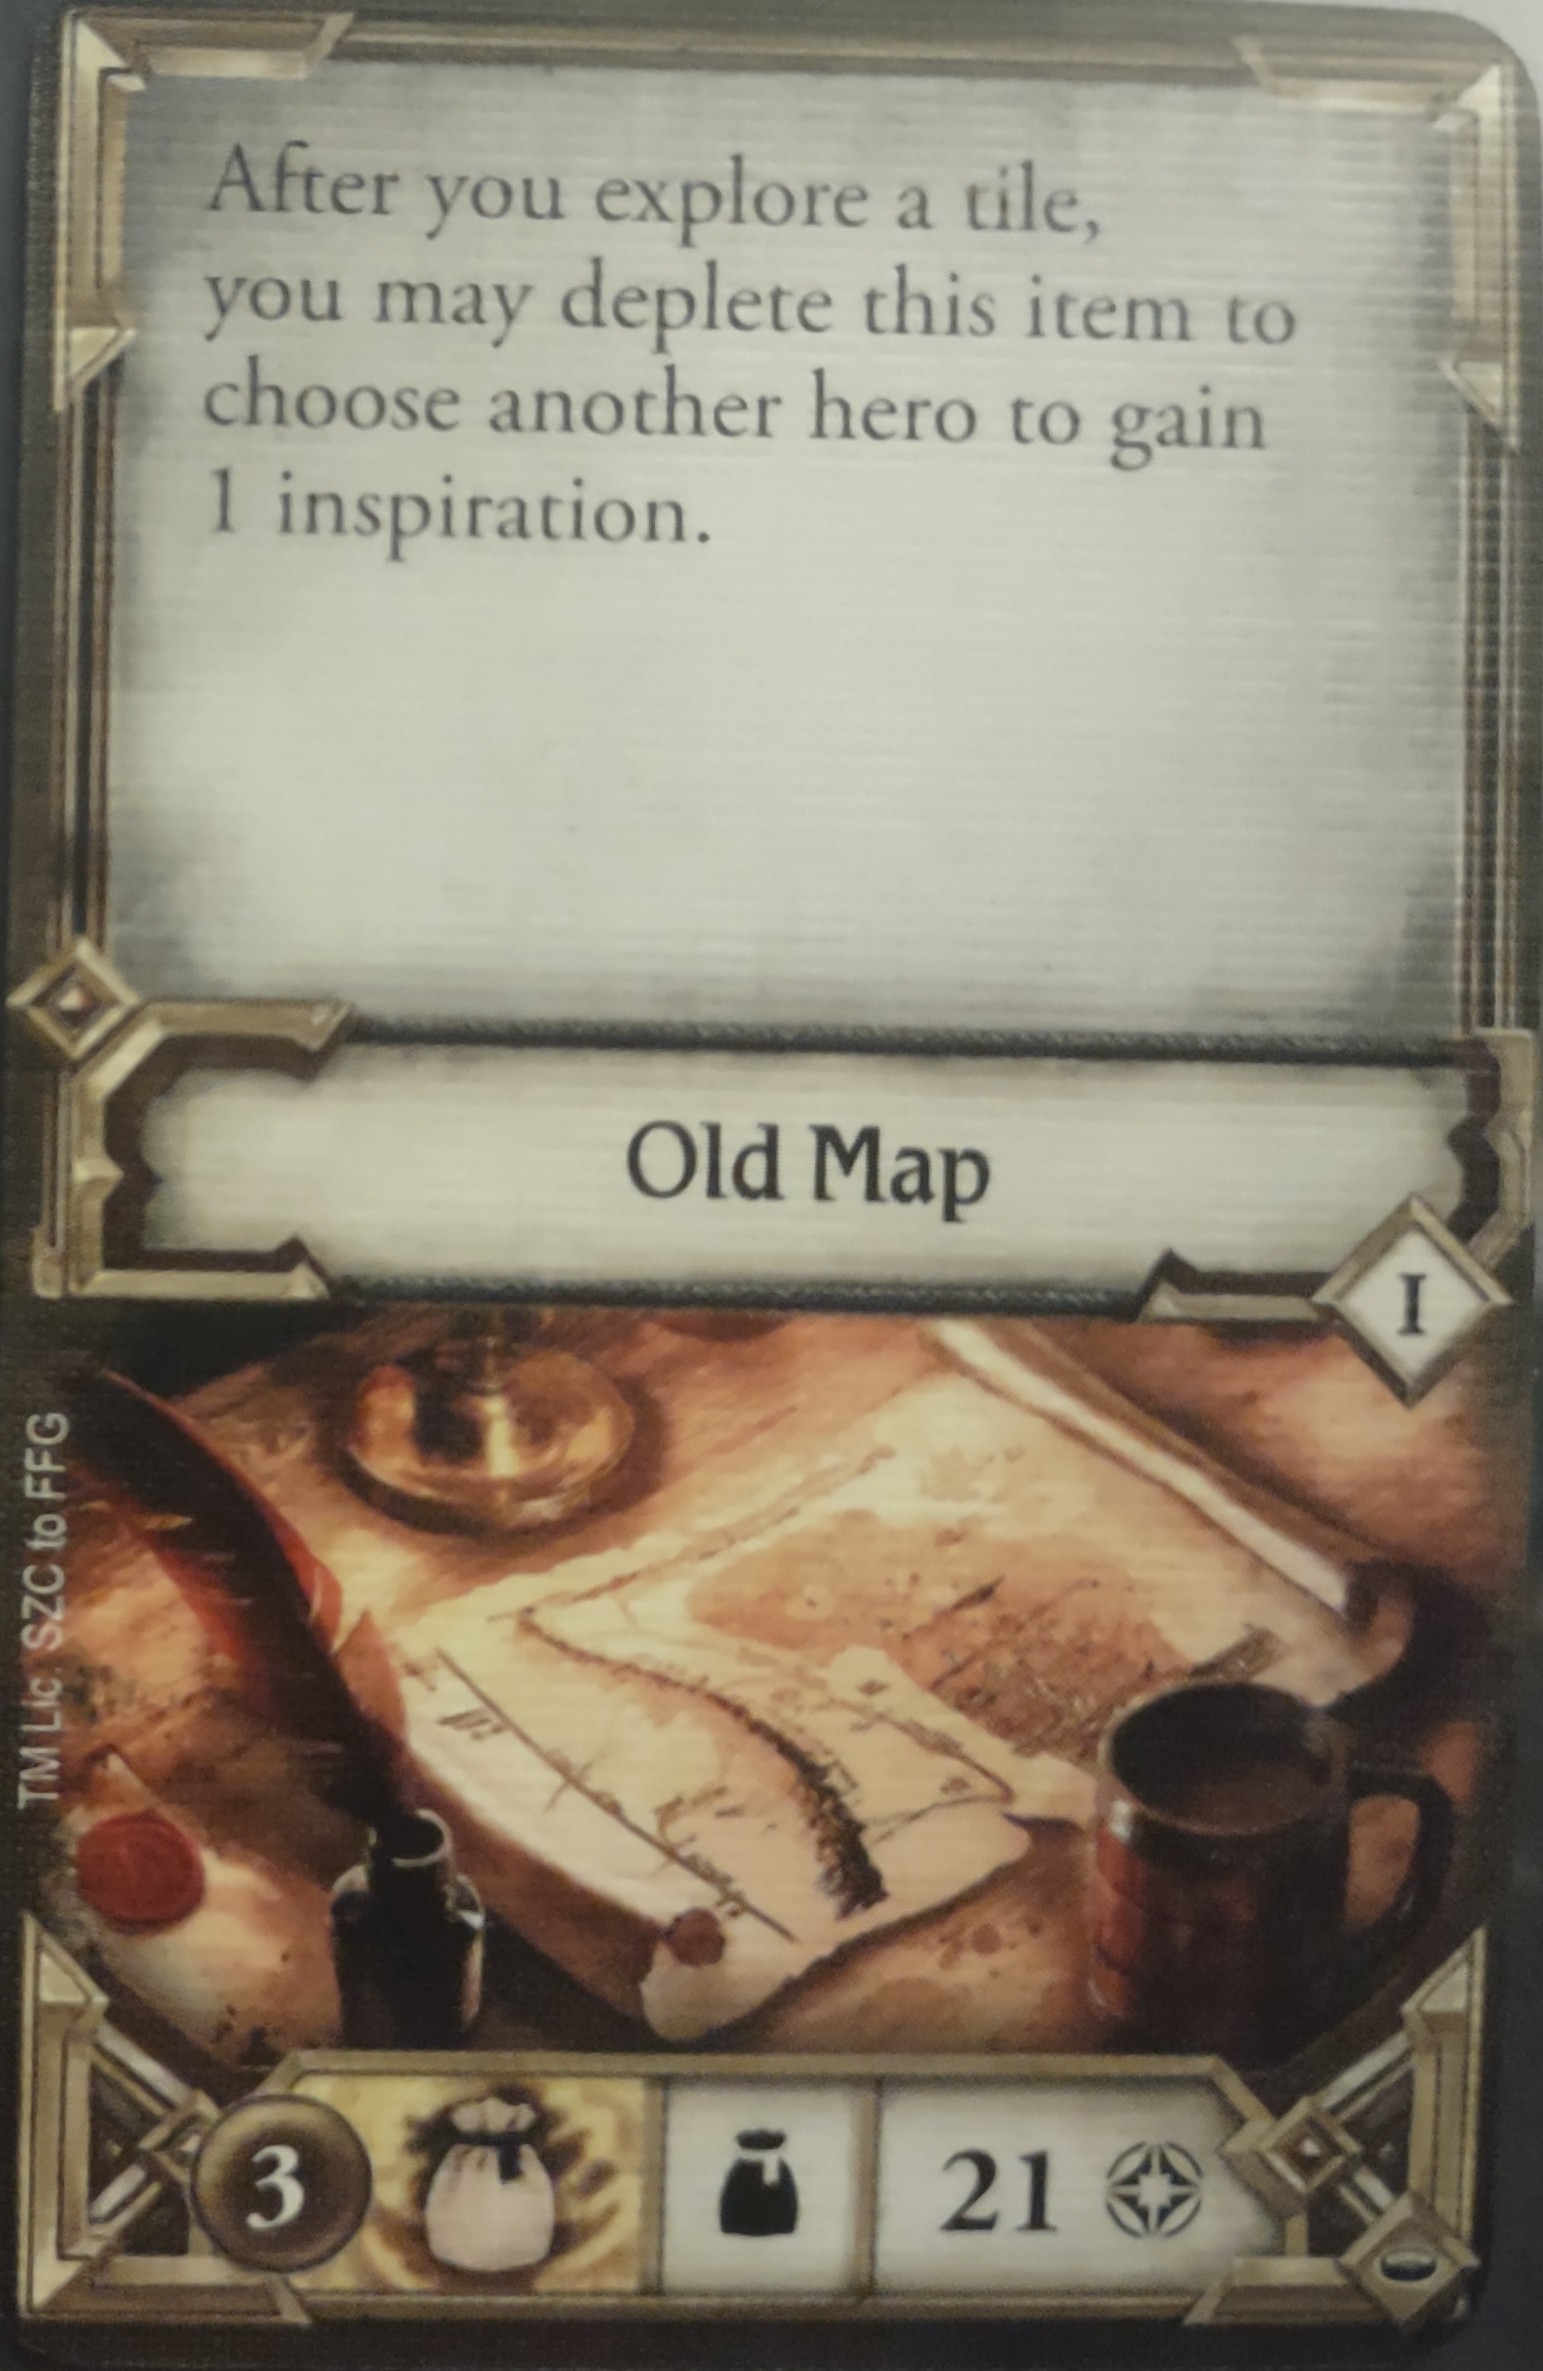 After you explore a tile,
you may deplete this item to
choose another hero to gain
1 inspiration.
Old Map
I
TM Lic. SZC to FFG
3
21